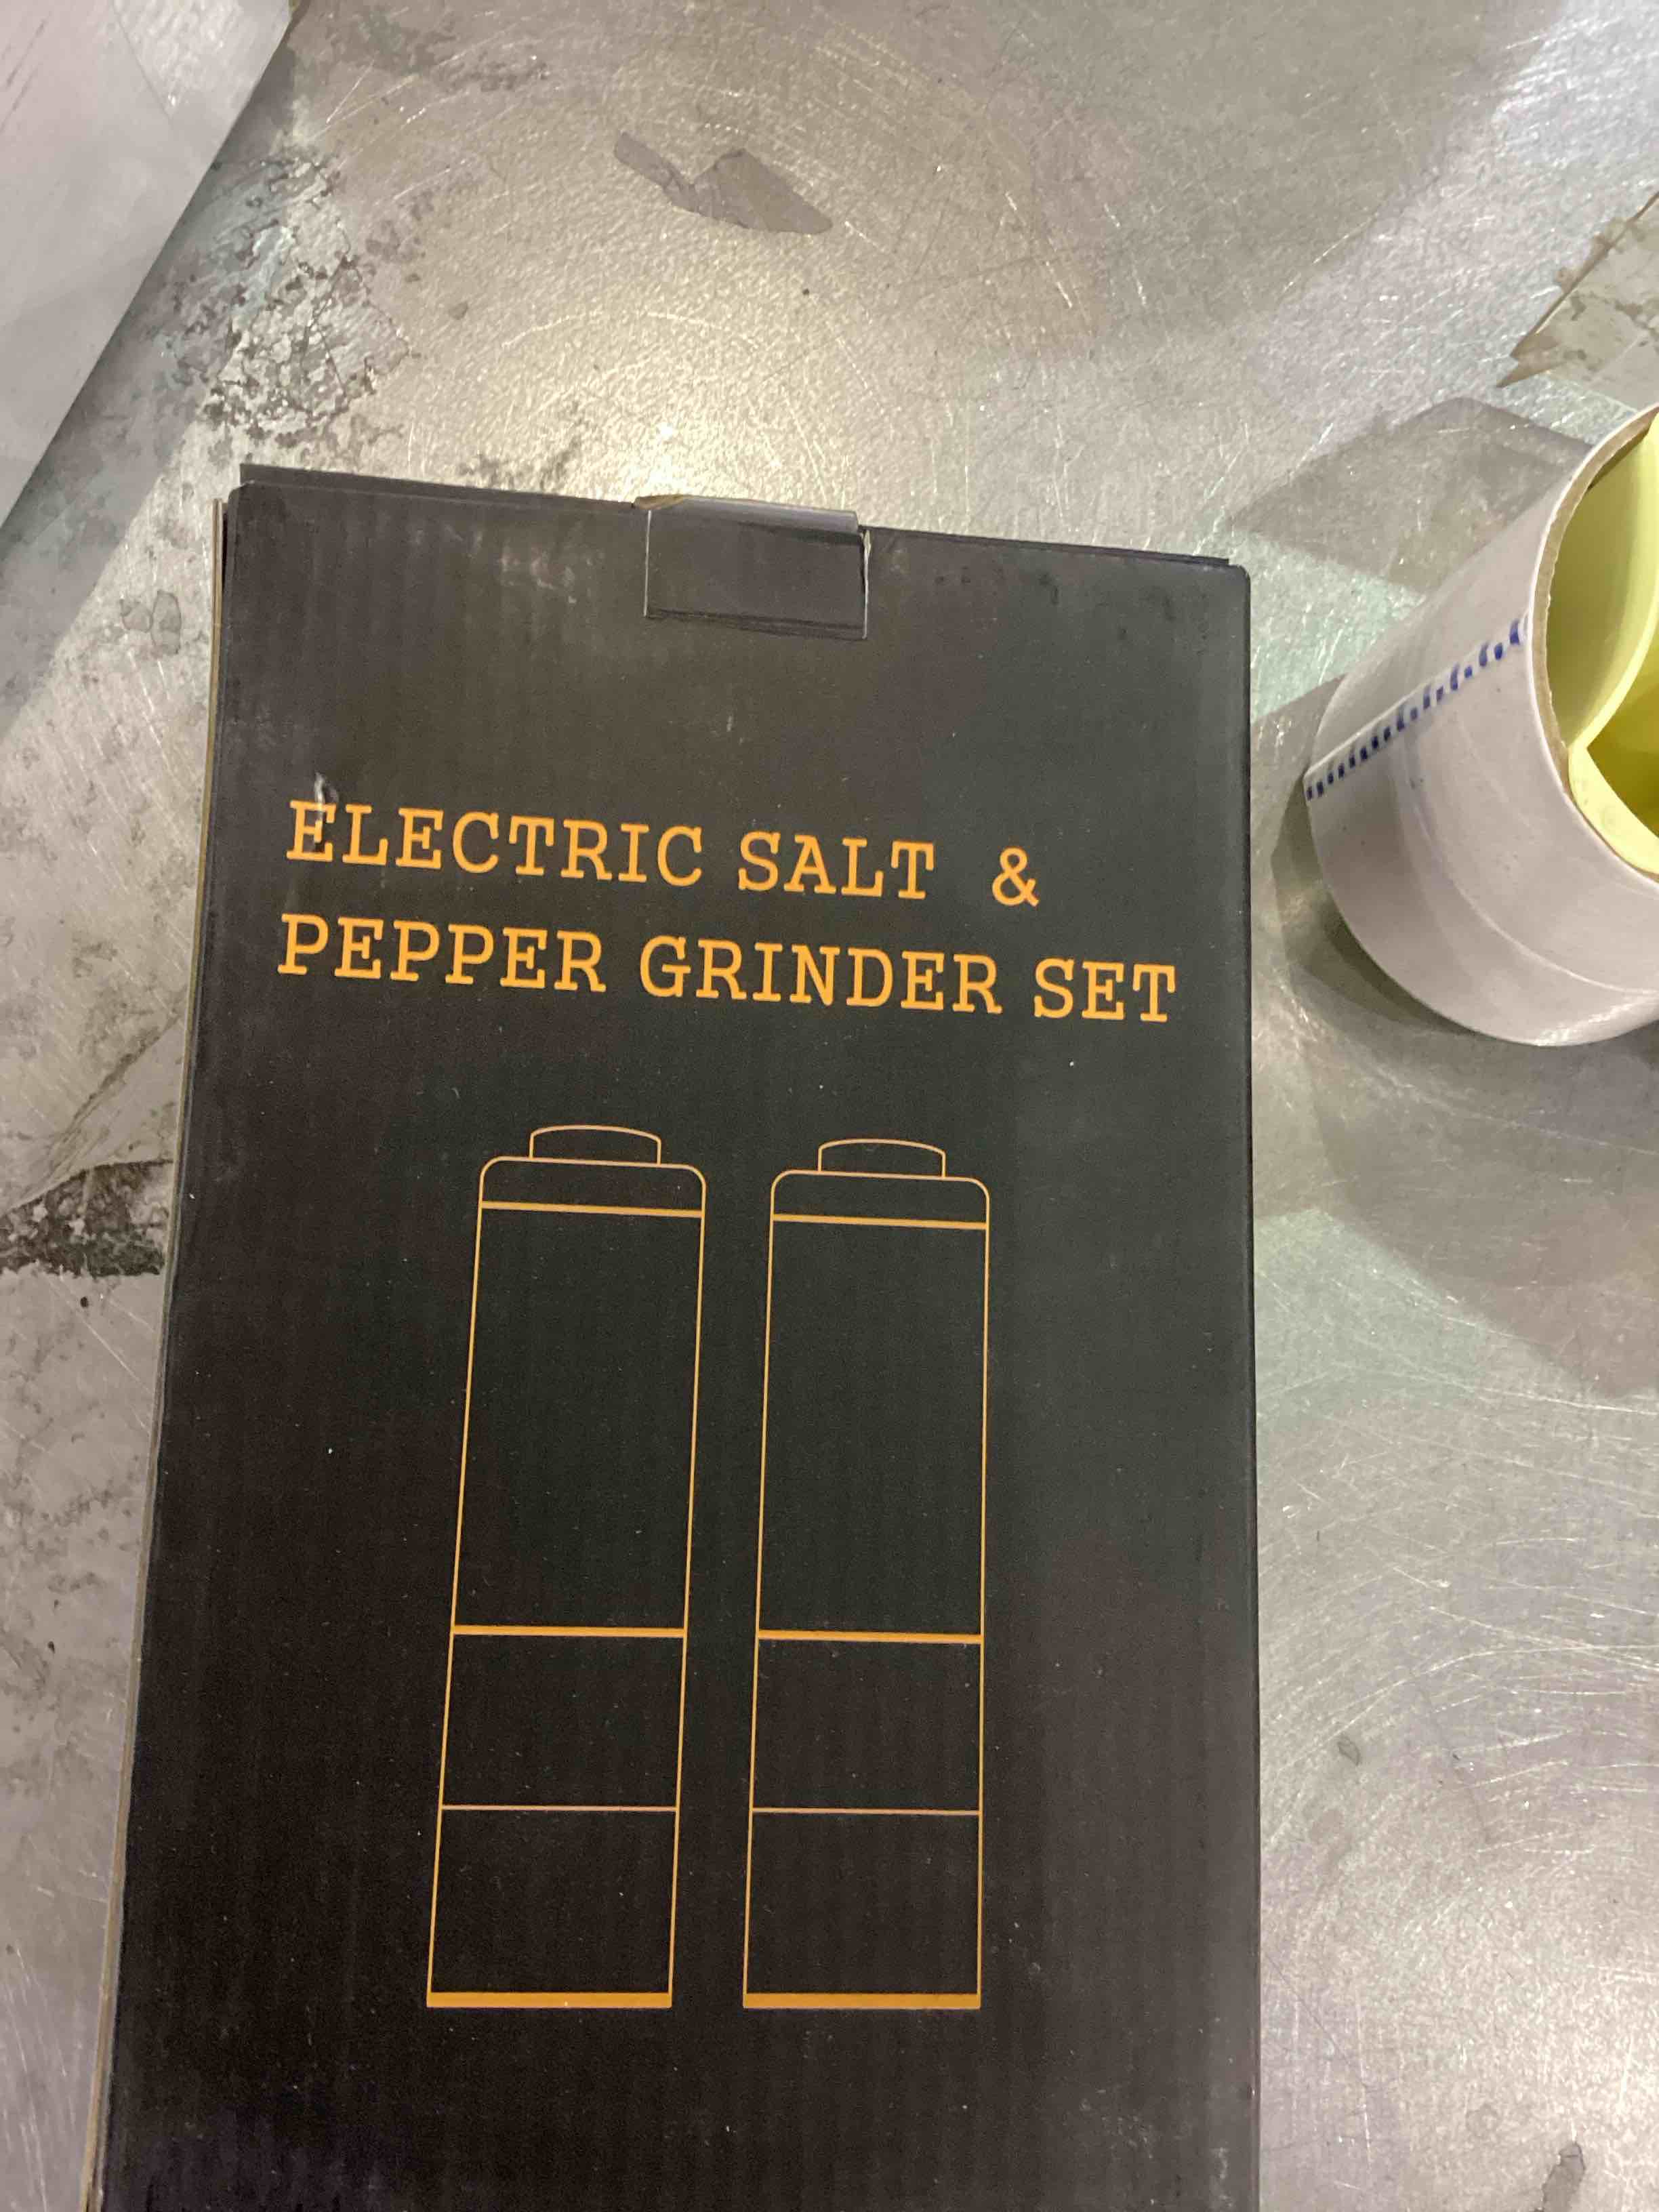 ELECTRIC SALT &
PEPPER GRINDER SET